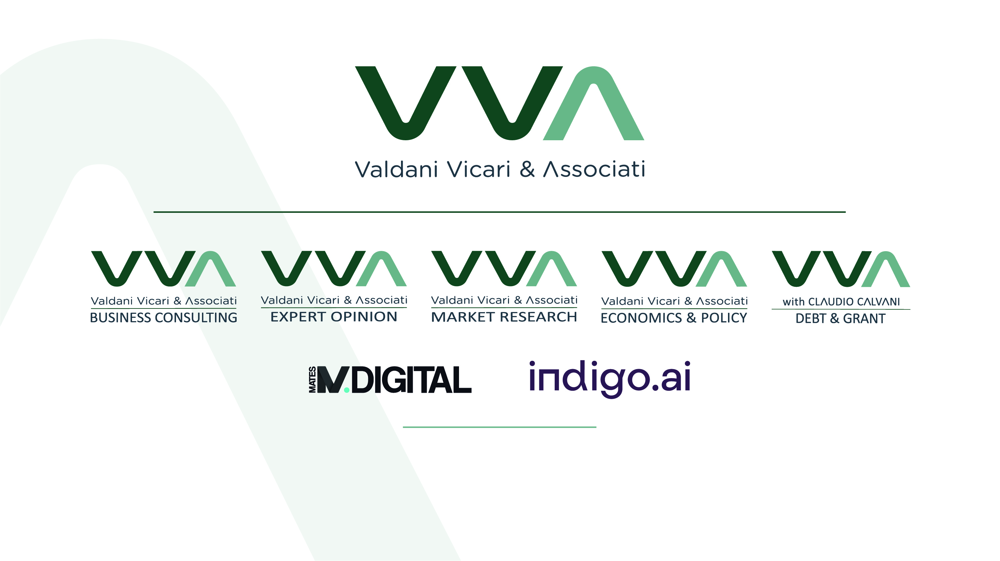 VVA
Valdani Vicari & Associati
VVA
Valdani Vicari & Associati
BUSINESS CONSULTING
VVA
Valdani Vicari & Associati
EXPERT OPINION
VVA
Valdani Vicari & Associati
MARKET RESEARCH
VVA
Valdani Vicari & Associati
ECONOMICS & POLICY
VVA
with CLAUDIO CALVANI
DEBT & GRANT
MATES M.DIGITAL
indigo.ai